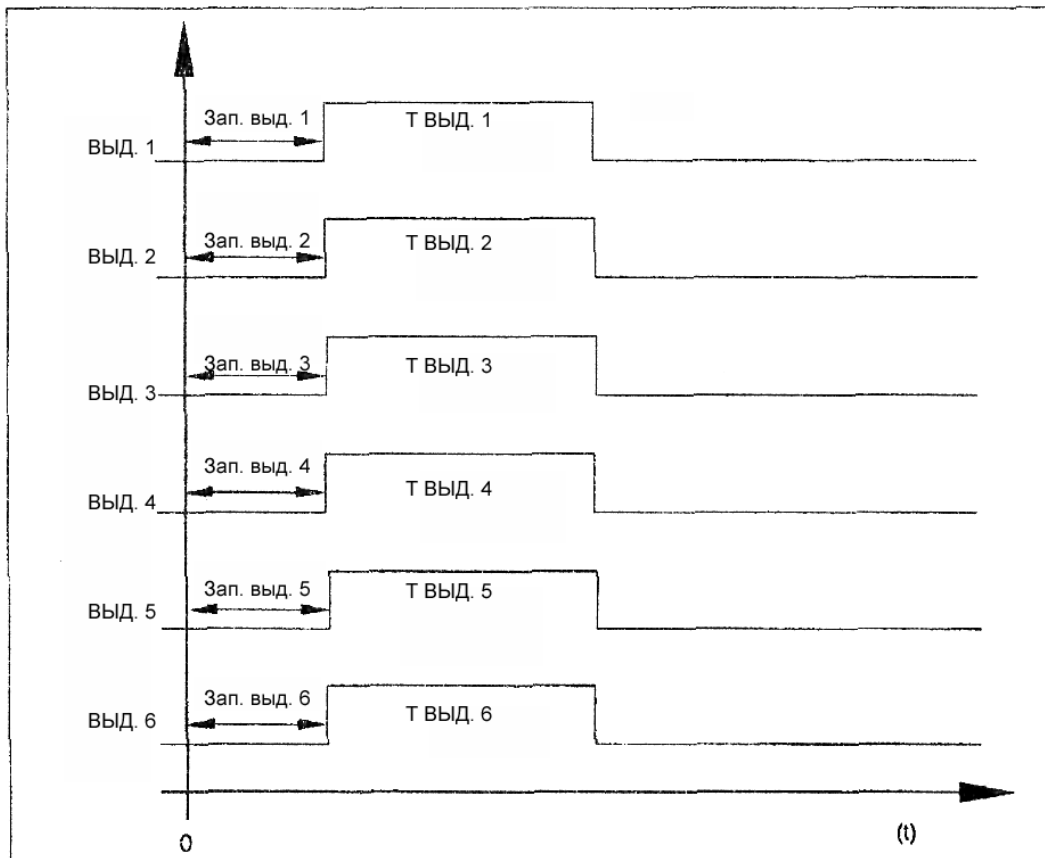 Зап. выд. 1
Т ВЫД. 1
ВЫД. 1
Зап. выд. 2
Т ВЫД. 2
ВЫД. 2
Зап. выд. 3
Т ВЫД. 3
ВЫД. 3
Зап. выд. 4
Т ВЫД. 4
ВЫД. 4
Зап. выд. 5
Т ВЫД. 5
ВЫД. 5
Зап. выд. 6
Т ВЫД. 6
ВЫД. 6
0
(t)